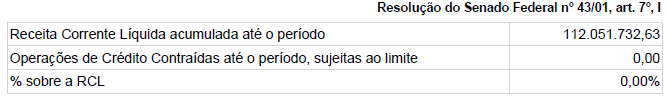 Resolução do Senado Federal nº 43/01, art. 7º, I
Receita Corrente Líquida acumulada até o período 112.051.732,63
Operações de Crédito Contraídas até o período, sujeitas ao limite 0,00
% sobre a RCL 0,00%